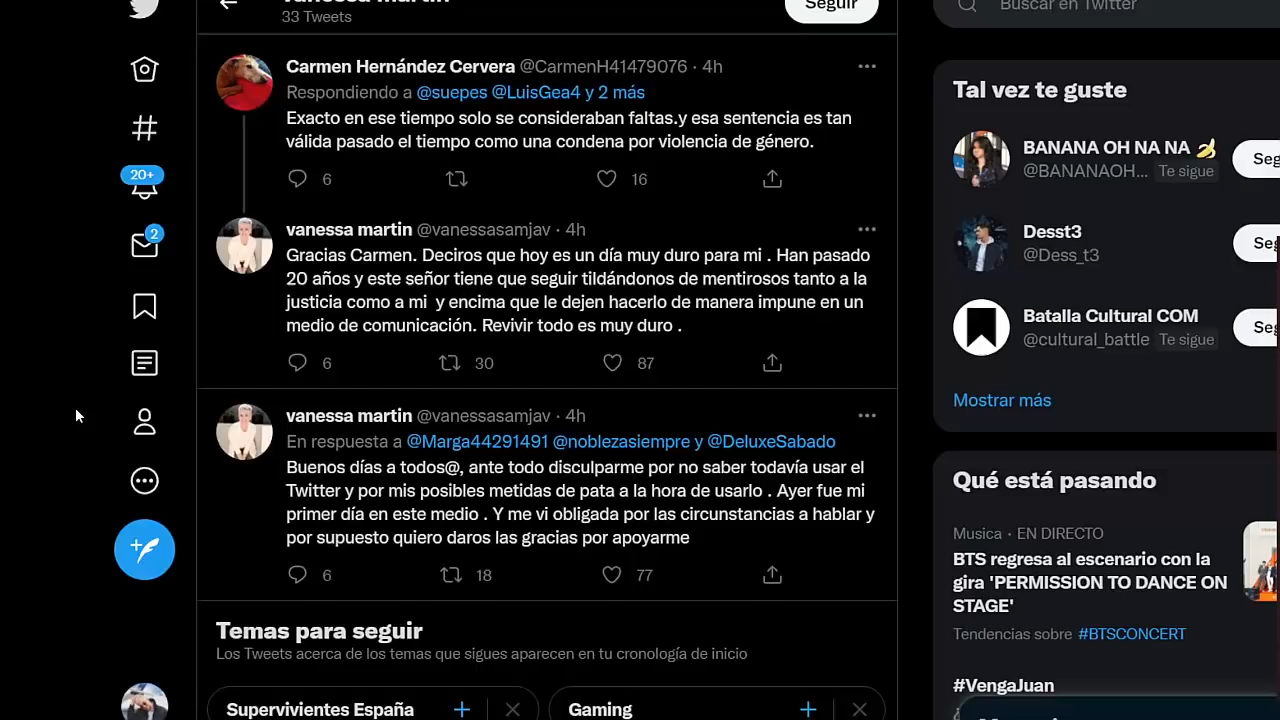 33 Tweets
Seguir
Buscar en Twitter
Carmen Hernández Cervera @CarmenH41479076 · 4h
Respondiendo a @suepes @LuisGea4 y 2 más
Exacto en ese tiempo solo se consideraban faltas.y esa sentencia es tan
válida pasado el tiempo como una condena por violencia de género.
6
16
20+
2
vanessa martin @vanessasamjav · 4h
Gracias Carmen. Deciros que hoy es un día muy duro para mi . Han pasado
20 años y este señor tiene que seguir tildándonos de mentirosos tanto a la
justicia como a mi y encima que le dejen hacerlo de manera impune en un
medio de comunicación. Revivir todo es muy duro .
6
30
87
vanessa martin @vanessasamjav · 4h
En respuesta a @Marga44291491 @noblezasiempre y @DeluxeSabado
Buenos días a todos@, ante todo disculparme por no saber todavía usar el
Twitter y por mis posibles metidas de pata a la hora de usarlo . Ayer fue mi
primer día en este medio . Y me vi obligada por las circunstancias a hablar y
por supuesto quiero daros las gracias por apoyarme
6
18
77
Temas para seguir
Los Tweets acerca de los temas que sigues aparecen en tu cronología de inicio
Supervivientes España
Gaming
Tal vez te guste
BANANA OH NA NA 🍌
@BANANAOH... Te sigue
Seg
Desst3
@Dess_t3
Seg
Batalla Cultural COM
@cultural_battle Te sigue
Seg
Mostrar más
Qué está pasando
Musica · EN DIRECTO
BTS regresa al escenario con la
gira 'PERMISSION TO DANCE ON
STAGE'
Tendencias sobre #BTSCONCERT
#VengaJuan